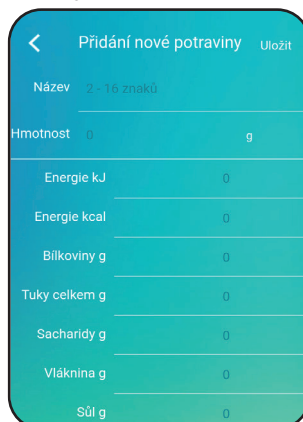 Přidání nové potraviny Uložit
Název 2 - 16 znaků
Hmotnost 0 g
Energie kJ 0
Energie kcal 0
Bílkoviny g 0
Tuky celkem g 0
Sacharidy g 0
Vláknina g 0
Sůl g 0